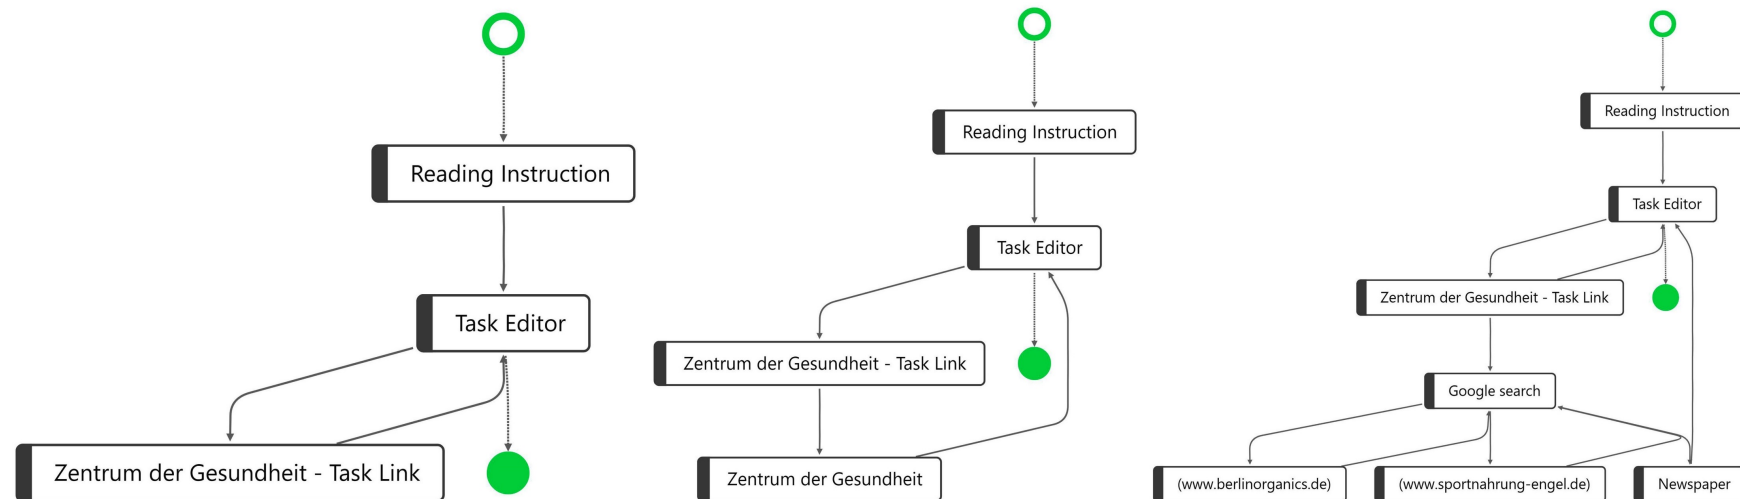 Reading Instruction
Task Editor
Zentrum der Gesundheit - Task Link
Reading Instruction
Task Editor
Zentrum der Gesundheit - Task Link
Zentrum der Gesundheit
Reading Instruction
Task Editor
Zentrum der Gesundheit - Task Link
Google search
(www.berlinorganics.de)
(www.sportnahrung-engel.de)
Newspaper